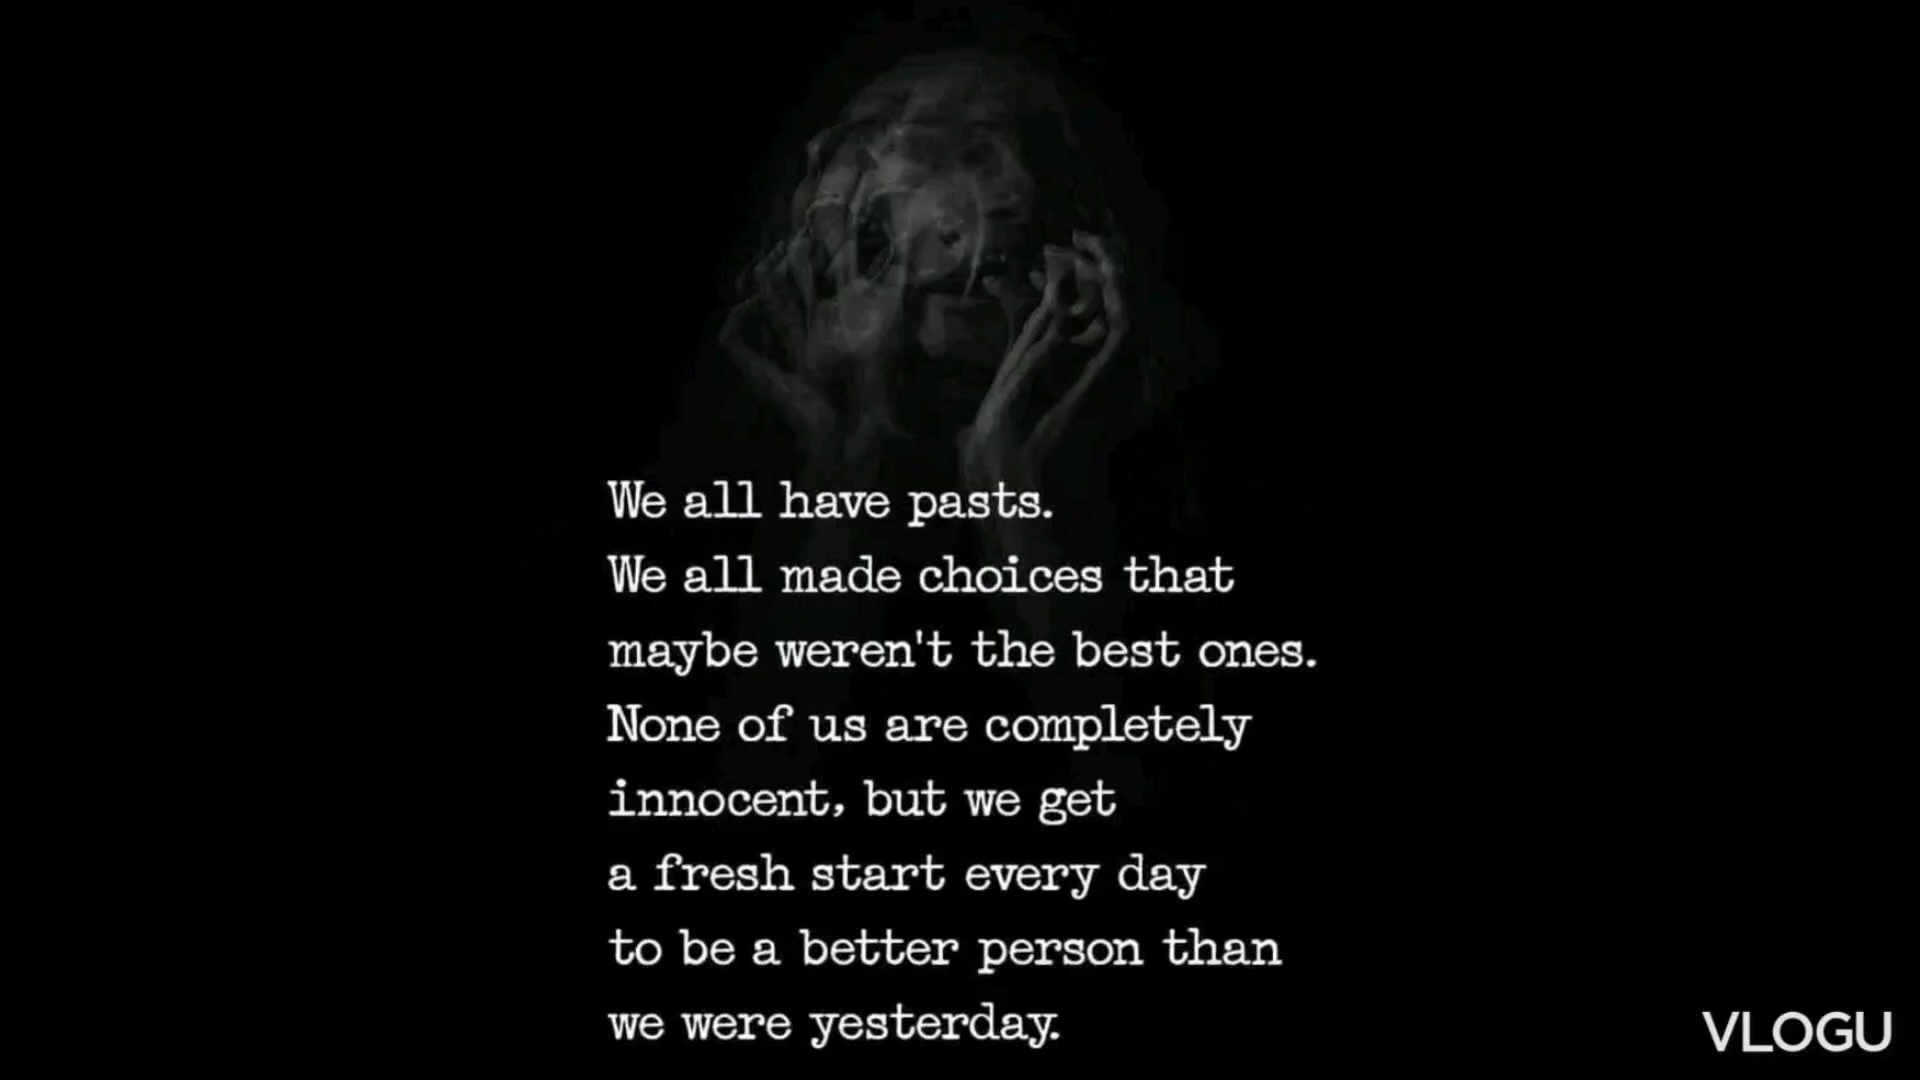 We all have pasts.
We all made choices that
maybe weren't the best ones.
None of us are completely
innocent, but we get
a fresh start every day
to be a better person than
we were yesterday.
VLOGU